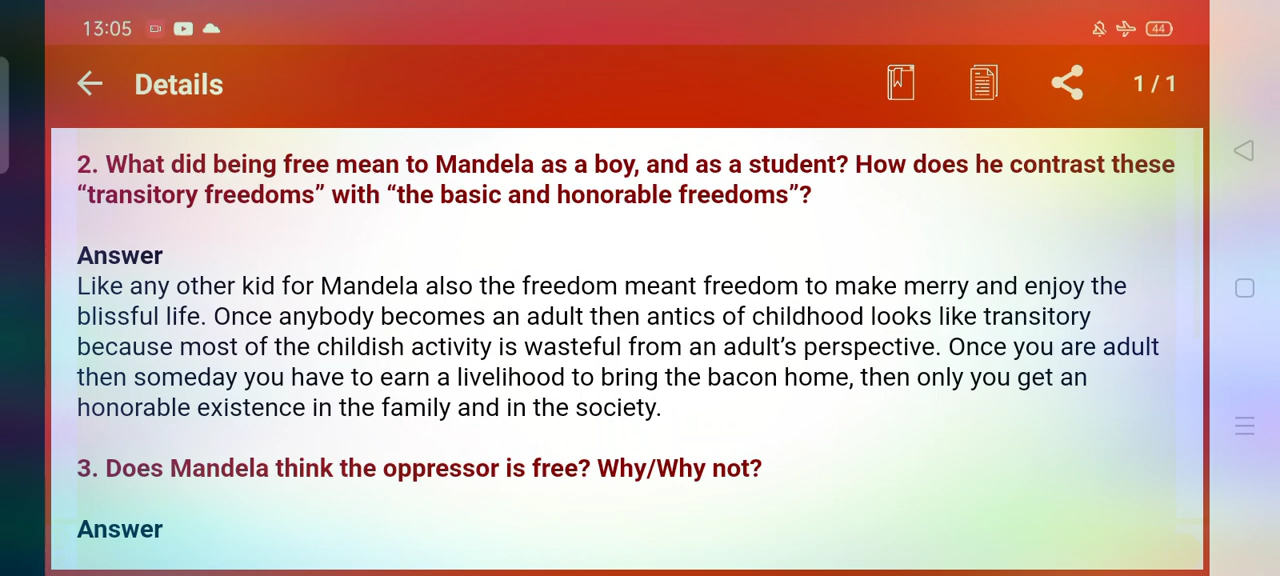 13:05
44
Details
1 / 1
2. What did being free mean to Mandela as a boy, and as a student? How does he contrast these
“transitory freedoms” with “the basic and honorable freedoms”?
Answer
Like any other kid for Mandela also the freedom meant freedom to make merry and enjoy the
blissful life. Once anybody becomes an adult then antics of childhood looks like transitory
because most of the childish activity is wasteful from an adult’s perspective. Once you are adult
then someday you have to earn a livelihood to bring the bacon home, then only you get an
honorable existence in the family and in the society.
3. Does Mandela think the oppressor is free? Why/Why not?
Answer